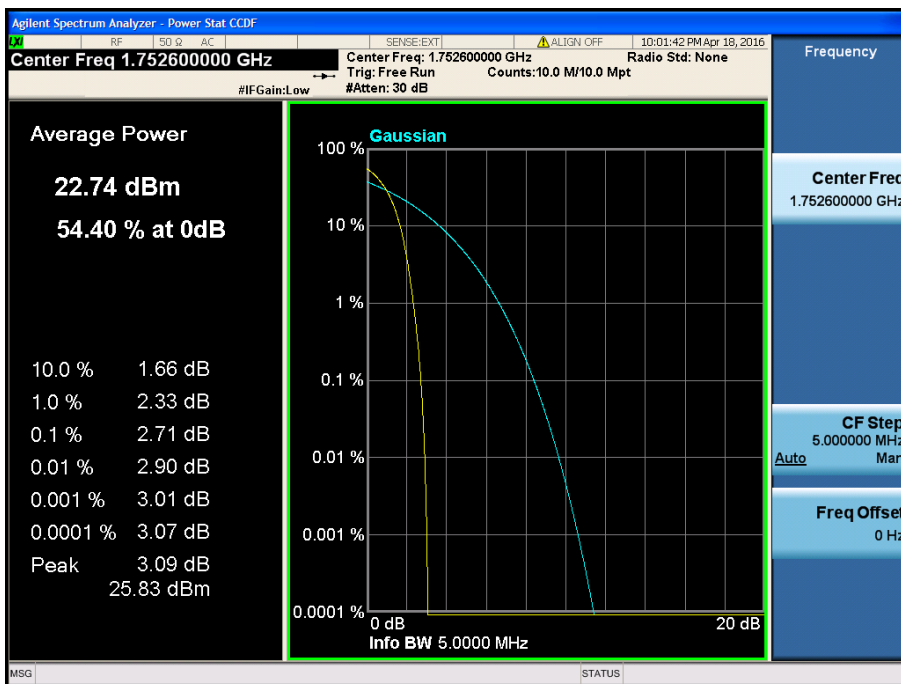 Agilent Spectrum Analyzer - Power Stat CCDF
LXI RF 50 Ω AC SENSE:EXT ALIGN OFF 10:01:42 PM Apr 18, 2016
Center Freq 1.752600000 GHz
Center Freq: 1.752600000 GHz Radio Std: None
Trig: Free Run Counts:10.0 M/10.0 Mpt
#IFGain:Low #Atten: 30 dB
Average Power
22.74 dBm
54.40 % at 0dB
10.0 % 1.66 dB
1.0 % 2.33 dB
0.1 % 2.71 dB
0.01 % 2.90 dB
0.001 % 3.01 dB
0.0001 % 3.07 dB
Peak 3.09 dB
25.83 dBm
Gaussian
100 %
10 %
1 %
0.1 %
0.01 %
0.001 %
0.0001 %
0 dB 20 dB
Info BW 5.0000 MHz
Frequency
Center Freq
1.752600000 GHz
CF Step
5.000000 MHz
Auto Man
Freq Offset
0 Hz
MSG STATUS